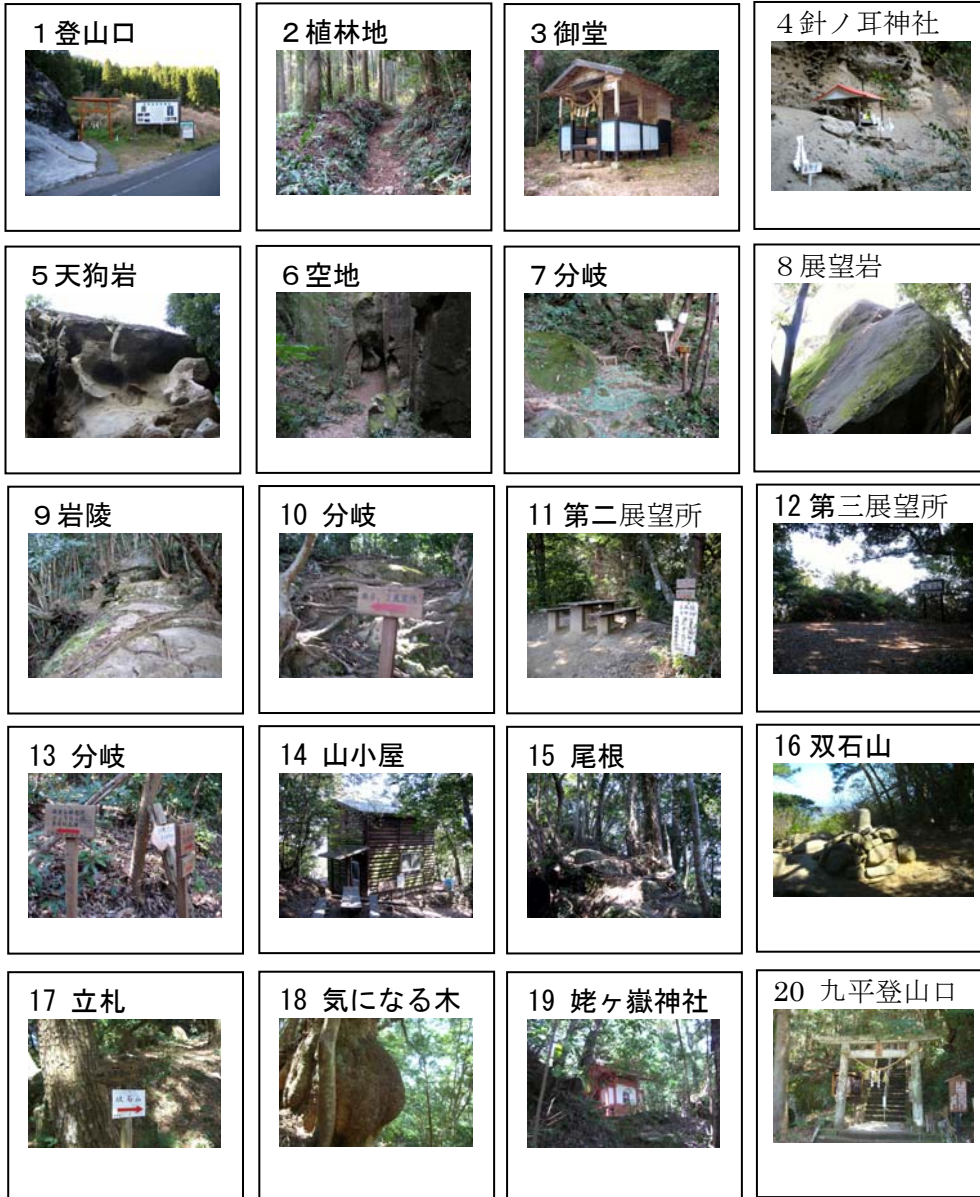 1登山口
2植林地
3御堂
4針ノ耳神社
5天狗岩
6空地
7分岐
8展望岩
9岩陵
10 分岐
11 第二展望所
12 第三展望所
13 分岐
14 山小屋
15 尾根
16 双石山
17 立札
18 気になる木
19 姥ヶ嶽神社
20 九平登山口